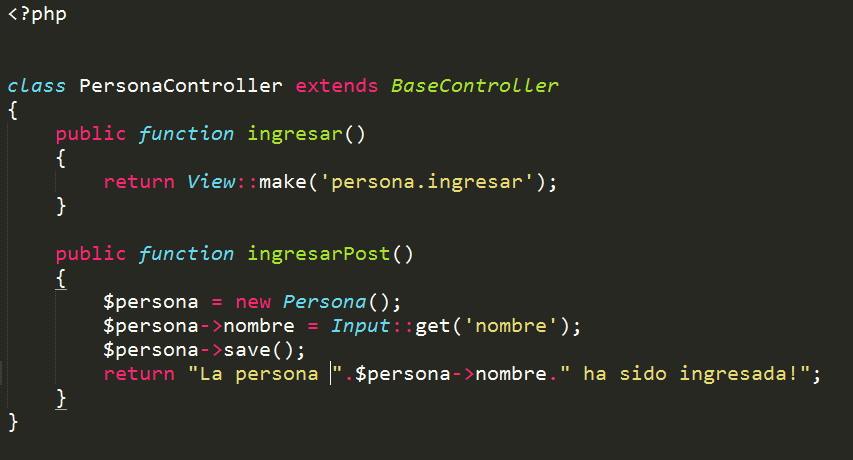 <?php
class PersonaController extends BaseController
{
    public function ingresar()
    {
        return View::make('persona.ingresar');
    }
    public function ingresarPost()
    {
        $persona = new Persona();
        $persona->nombre = Input::get('nombre');
        $persona->save();
        return "La persona ".$persona->nombre." ha sido ingresada!";
    }
}